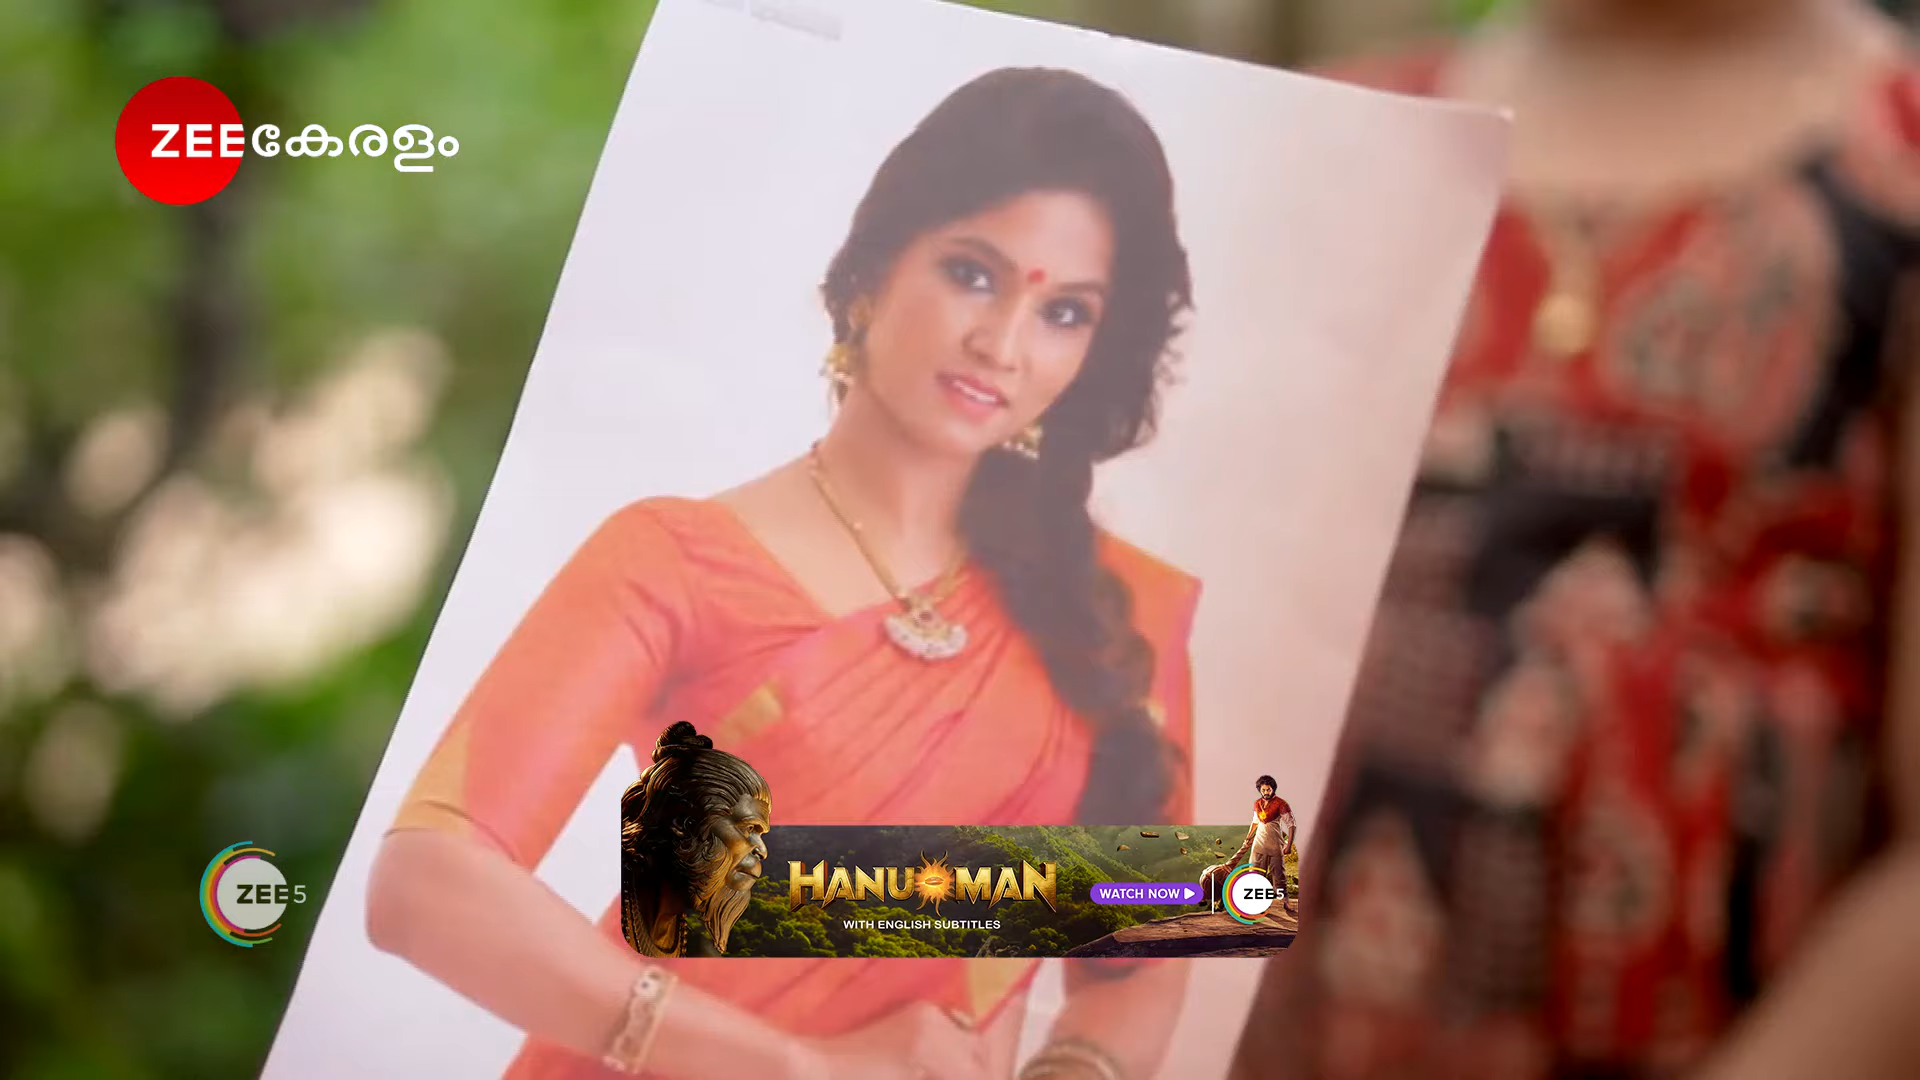 ZEEകേരളം
HANUMAN
WATCH NOW
ZEE5
WITH ENGLISH SUBTITLES
ZEE5